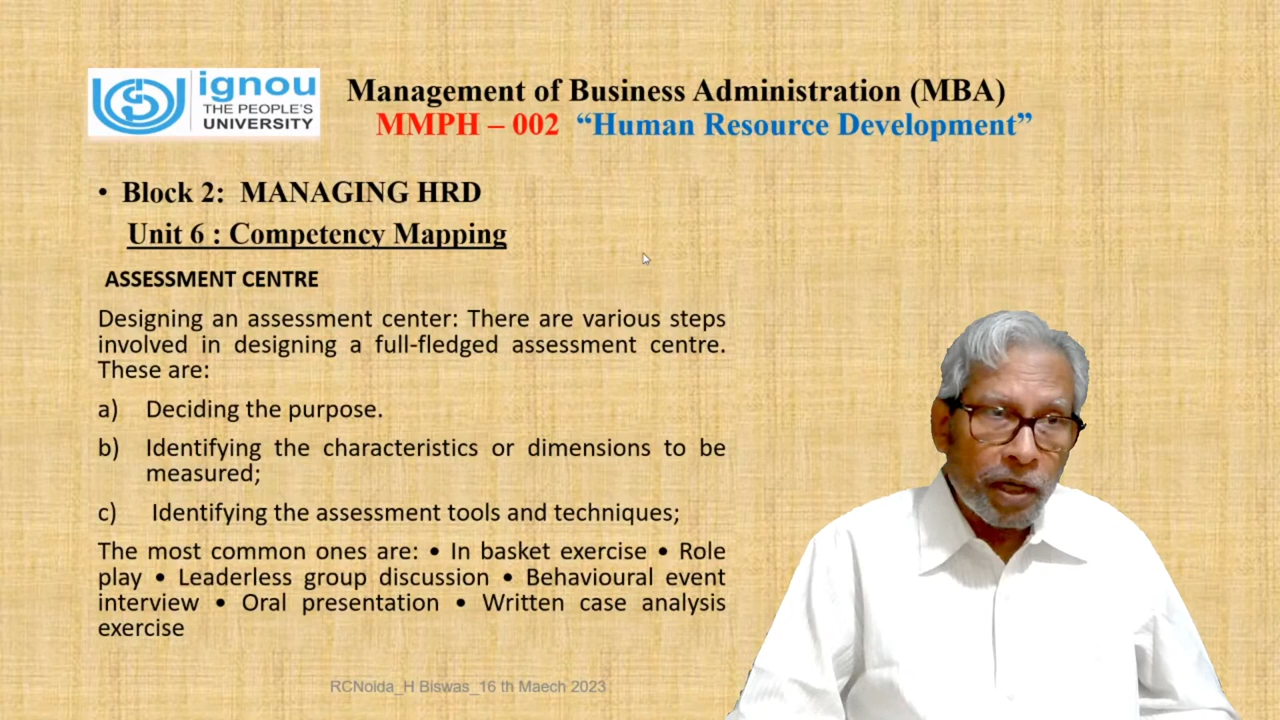 ignou
THE PEOPLE'S
UNIVERSITY
Management of Business Administration (MBA)
MMPH – 002 “Human Resource Development”
• Block 2: MANAGING HRD
Unit 6 : Competency Mapping
ASSESSMENT CENTRE
Designing an assessment center: There are various steps
involved in designing a full-fledged assessment centre.
These are:
a) Deciding the purpose.
b) Identifying the characteristics or dimensions to be
measured;
c) Identifying the assessment tools and techniques;
The most common ones are: • In basket exercise • Role
play • Leaderless group discussion • Behavioural event
interview • Oral presentation • Written case analysis
exercise
RCNoida_H Biswas_16 th Maech 2023